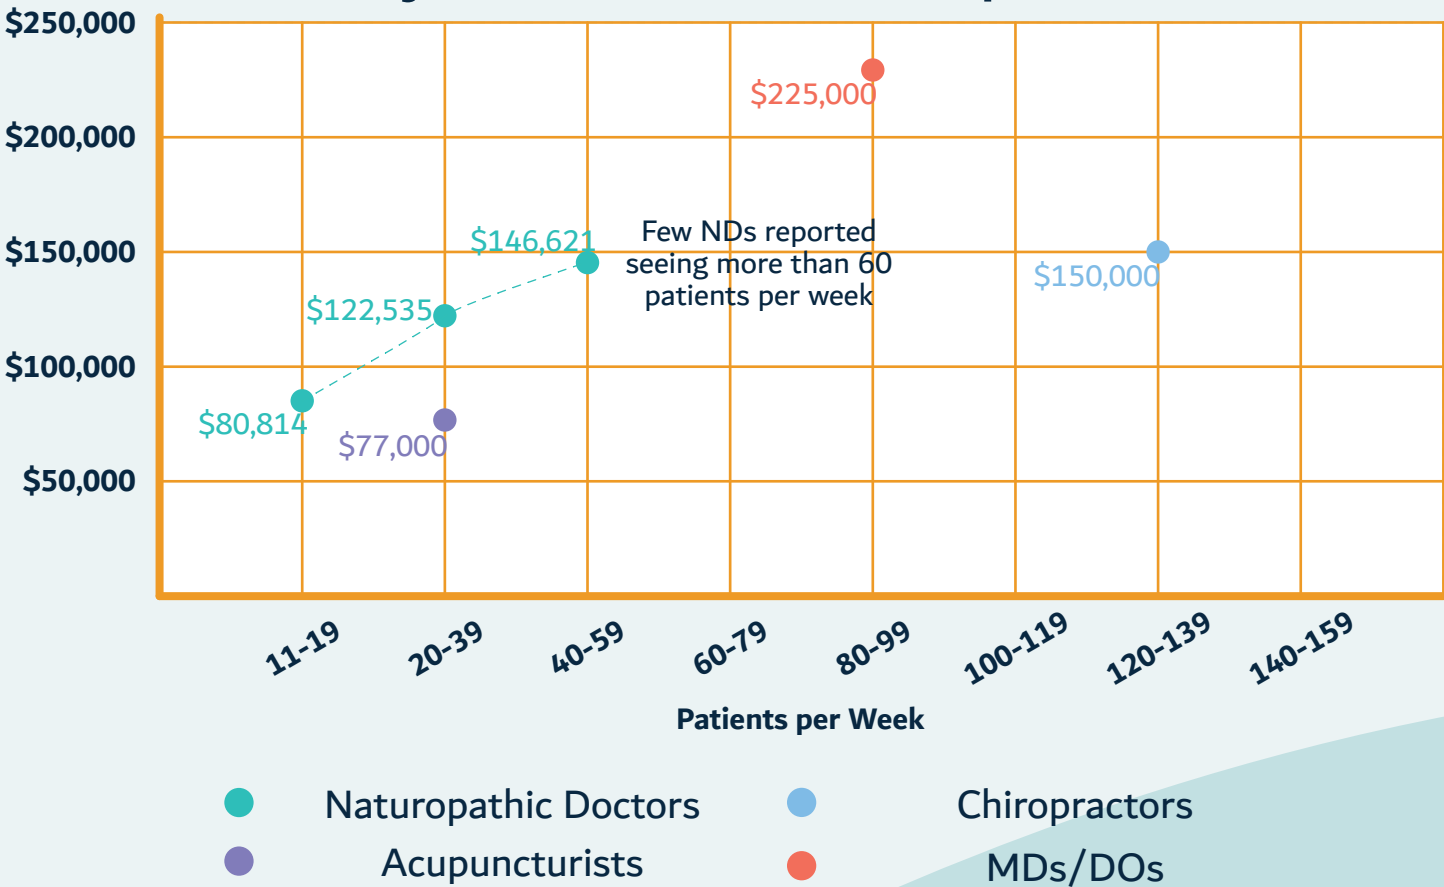 $250,000
$225,000
$200,000
Few NDs reported
seeing more than 60
patients per week
$146,621
$150,000
$150,000
$122,535
$100,000
$80,814
$77,000
$50,000
11-19
20-39
40-59
60-79
80-99
100-119
120-139
140-159
Patients per Week
Naturopathic Doctors
Chiropractors
Acupuncturists
MDs/DOs